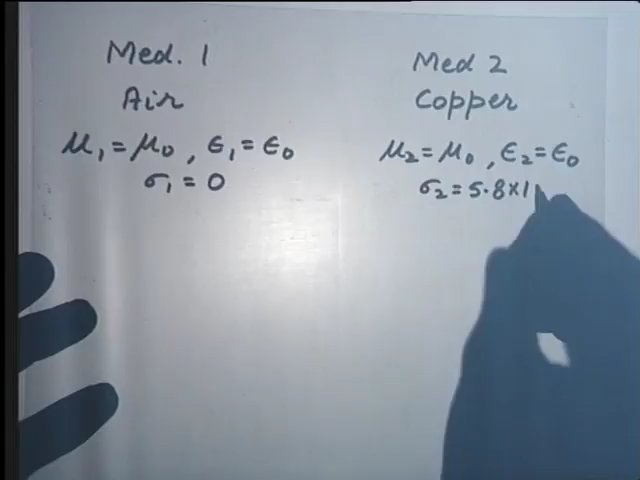 Med. 1
Air
μ₁ = μ₀ , ε₁ = ε₀
σ₁ = 0
Med 2
Copper
μ₂ = μ₀ , ε₂ = ε₀
σ₂ = 5.8×1